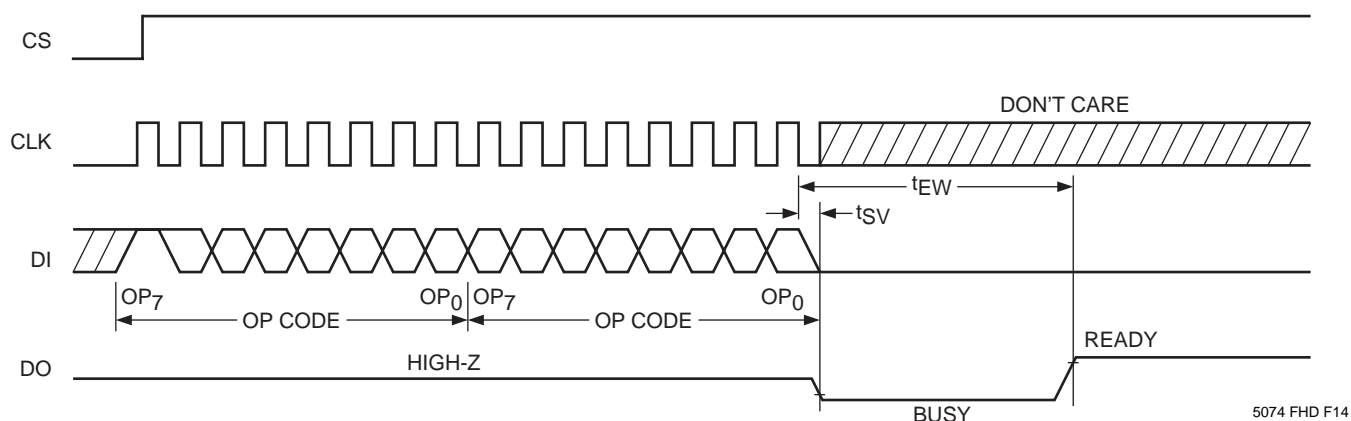 CS
DON'T CARE
CLK
tEW
tSV
DI
OP7 OP0 OP7 OP0
OP CODE OP CODE
HIGH-Z READY
DO
BUSY
5074 FHD F14